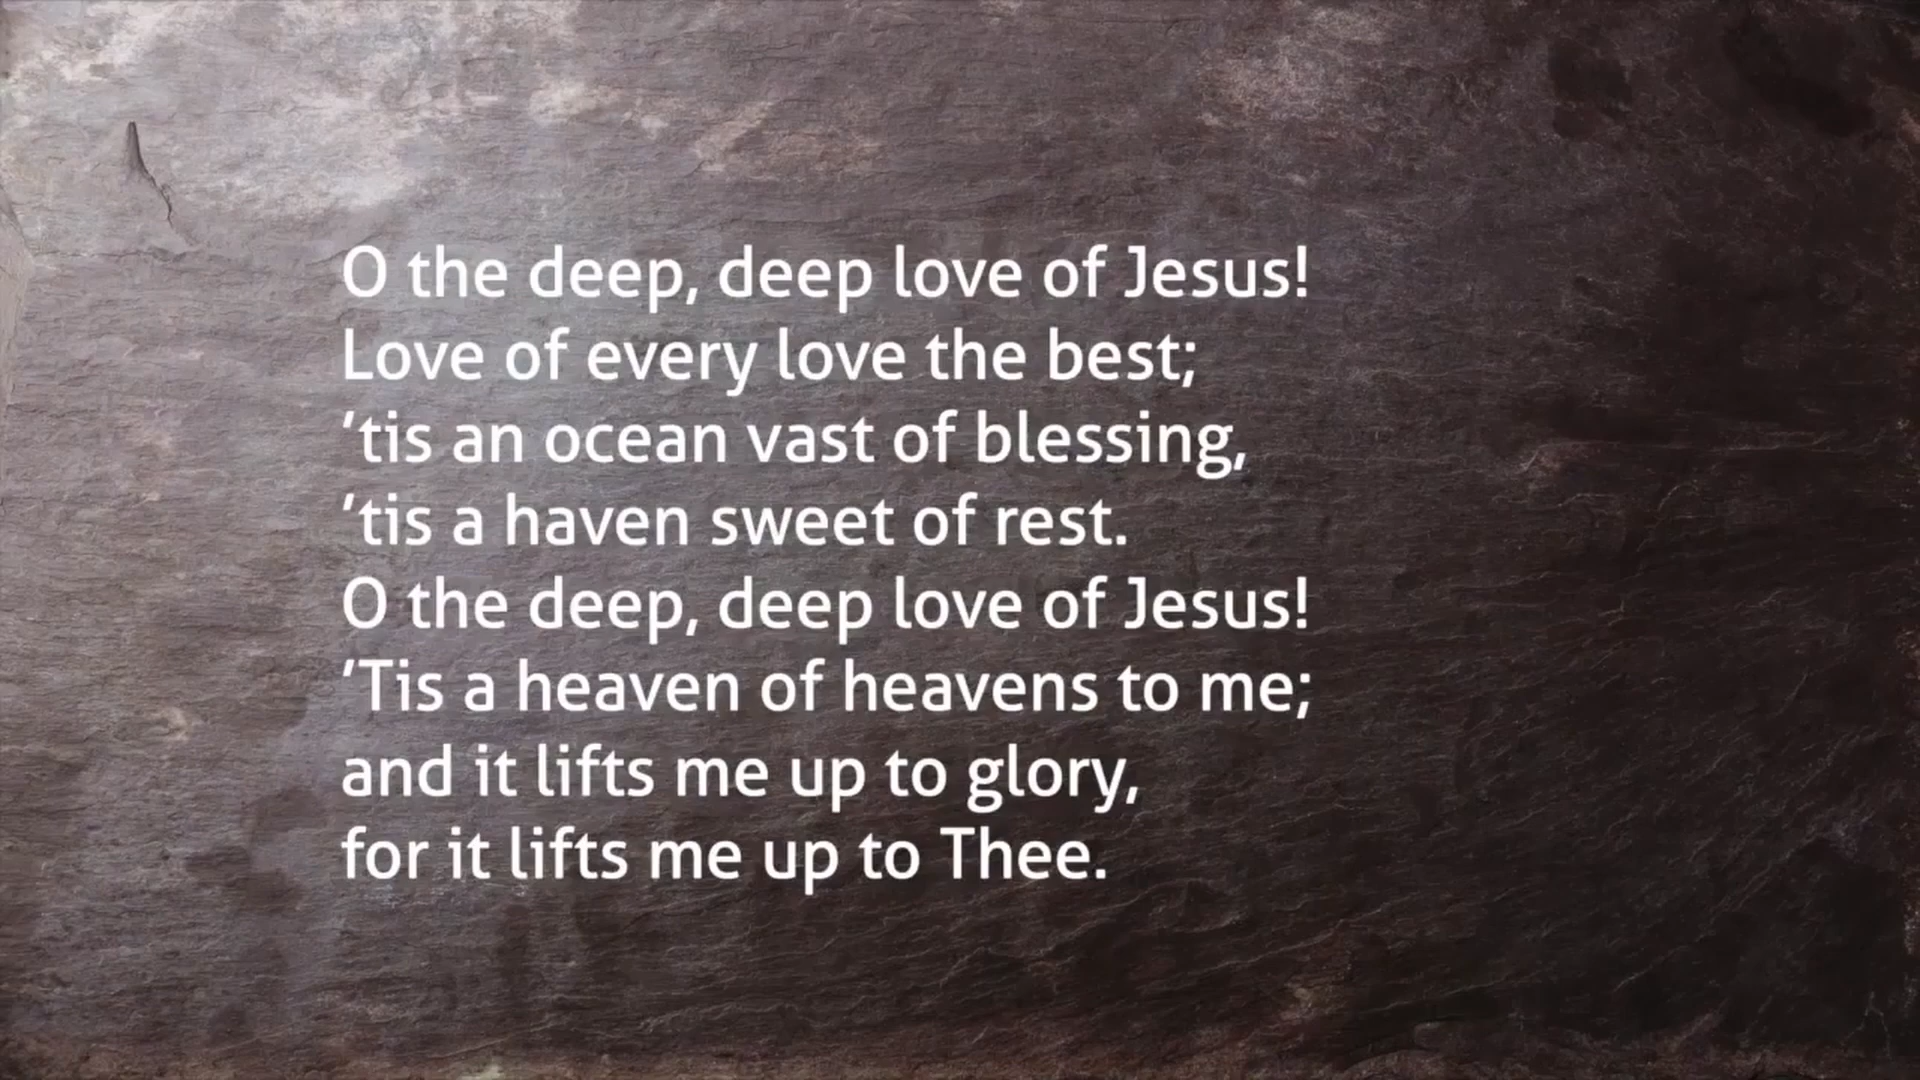 O the deep, deep love of Jesus!
Love of every love the best;
’tis an ocean vast of blessing,
’tis a haven sweet of rest.
O the deep, deep love of Jesus!
’Tis a heaven of heavens to me;
and it lifts me up to glory,
for it lifts me up to Thee.